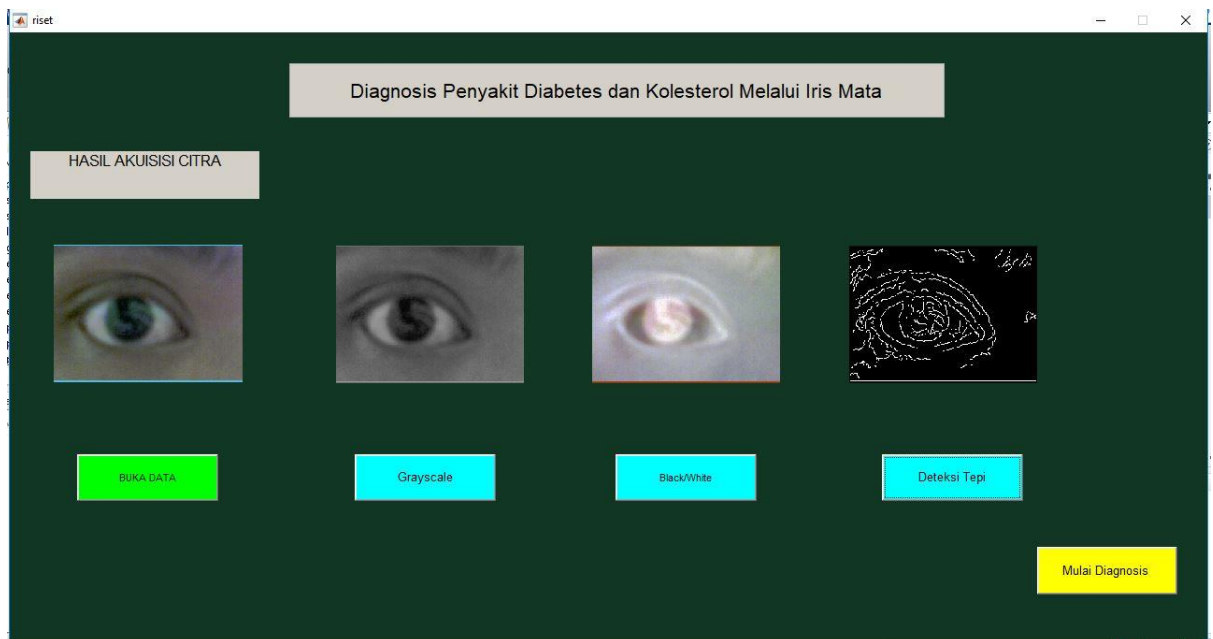 riset
Diagnosis Penyakit Diabetes dan Kolesterol Melalui Iris Mata
HASIL AKUISISI CITRA
BUKA DATA
Grayscale
Black/White
Deteksi Tepi
Mulai Diagnosis